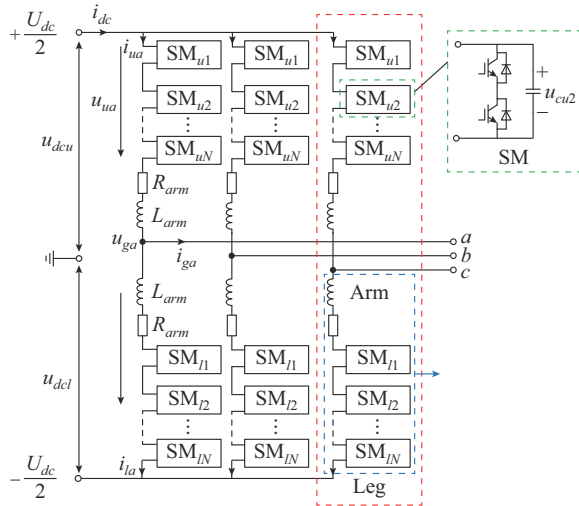 + U_dc/2
i_dc
i_ua
SM_u1 SM_u1 SM_u1
u_ua
SM_u2 SM_u2 SM_u2
SM_uN SM_uN SM_uN
+
u_cu2
−
SM
u_dcu
R_arm
L_arm
u_ga
i_ga
a
b
c
L_arm
Arm
R_arm
u_dcl
SM_l1 SM_l1 SM_l1
SM_l2 SM_l2 SM_l2
SM_lN SM_lN SM_lN
i_la
− U_dc/2
Leg